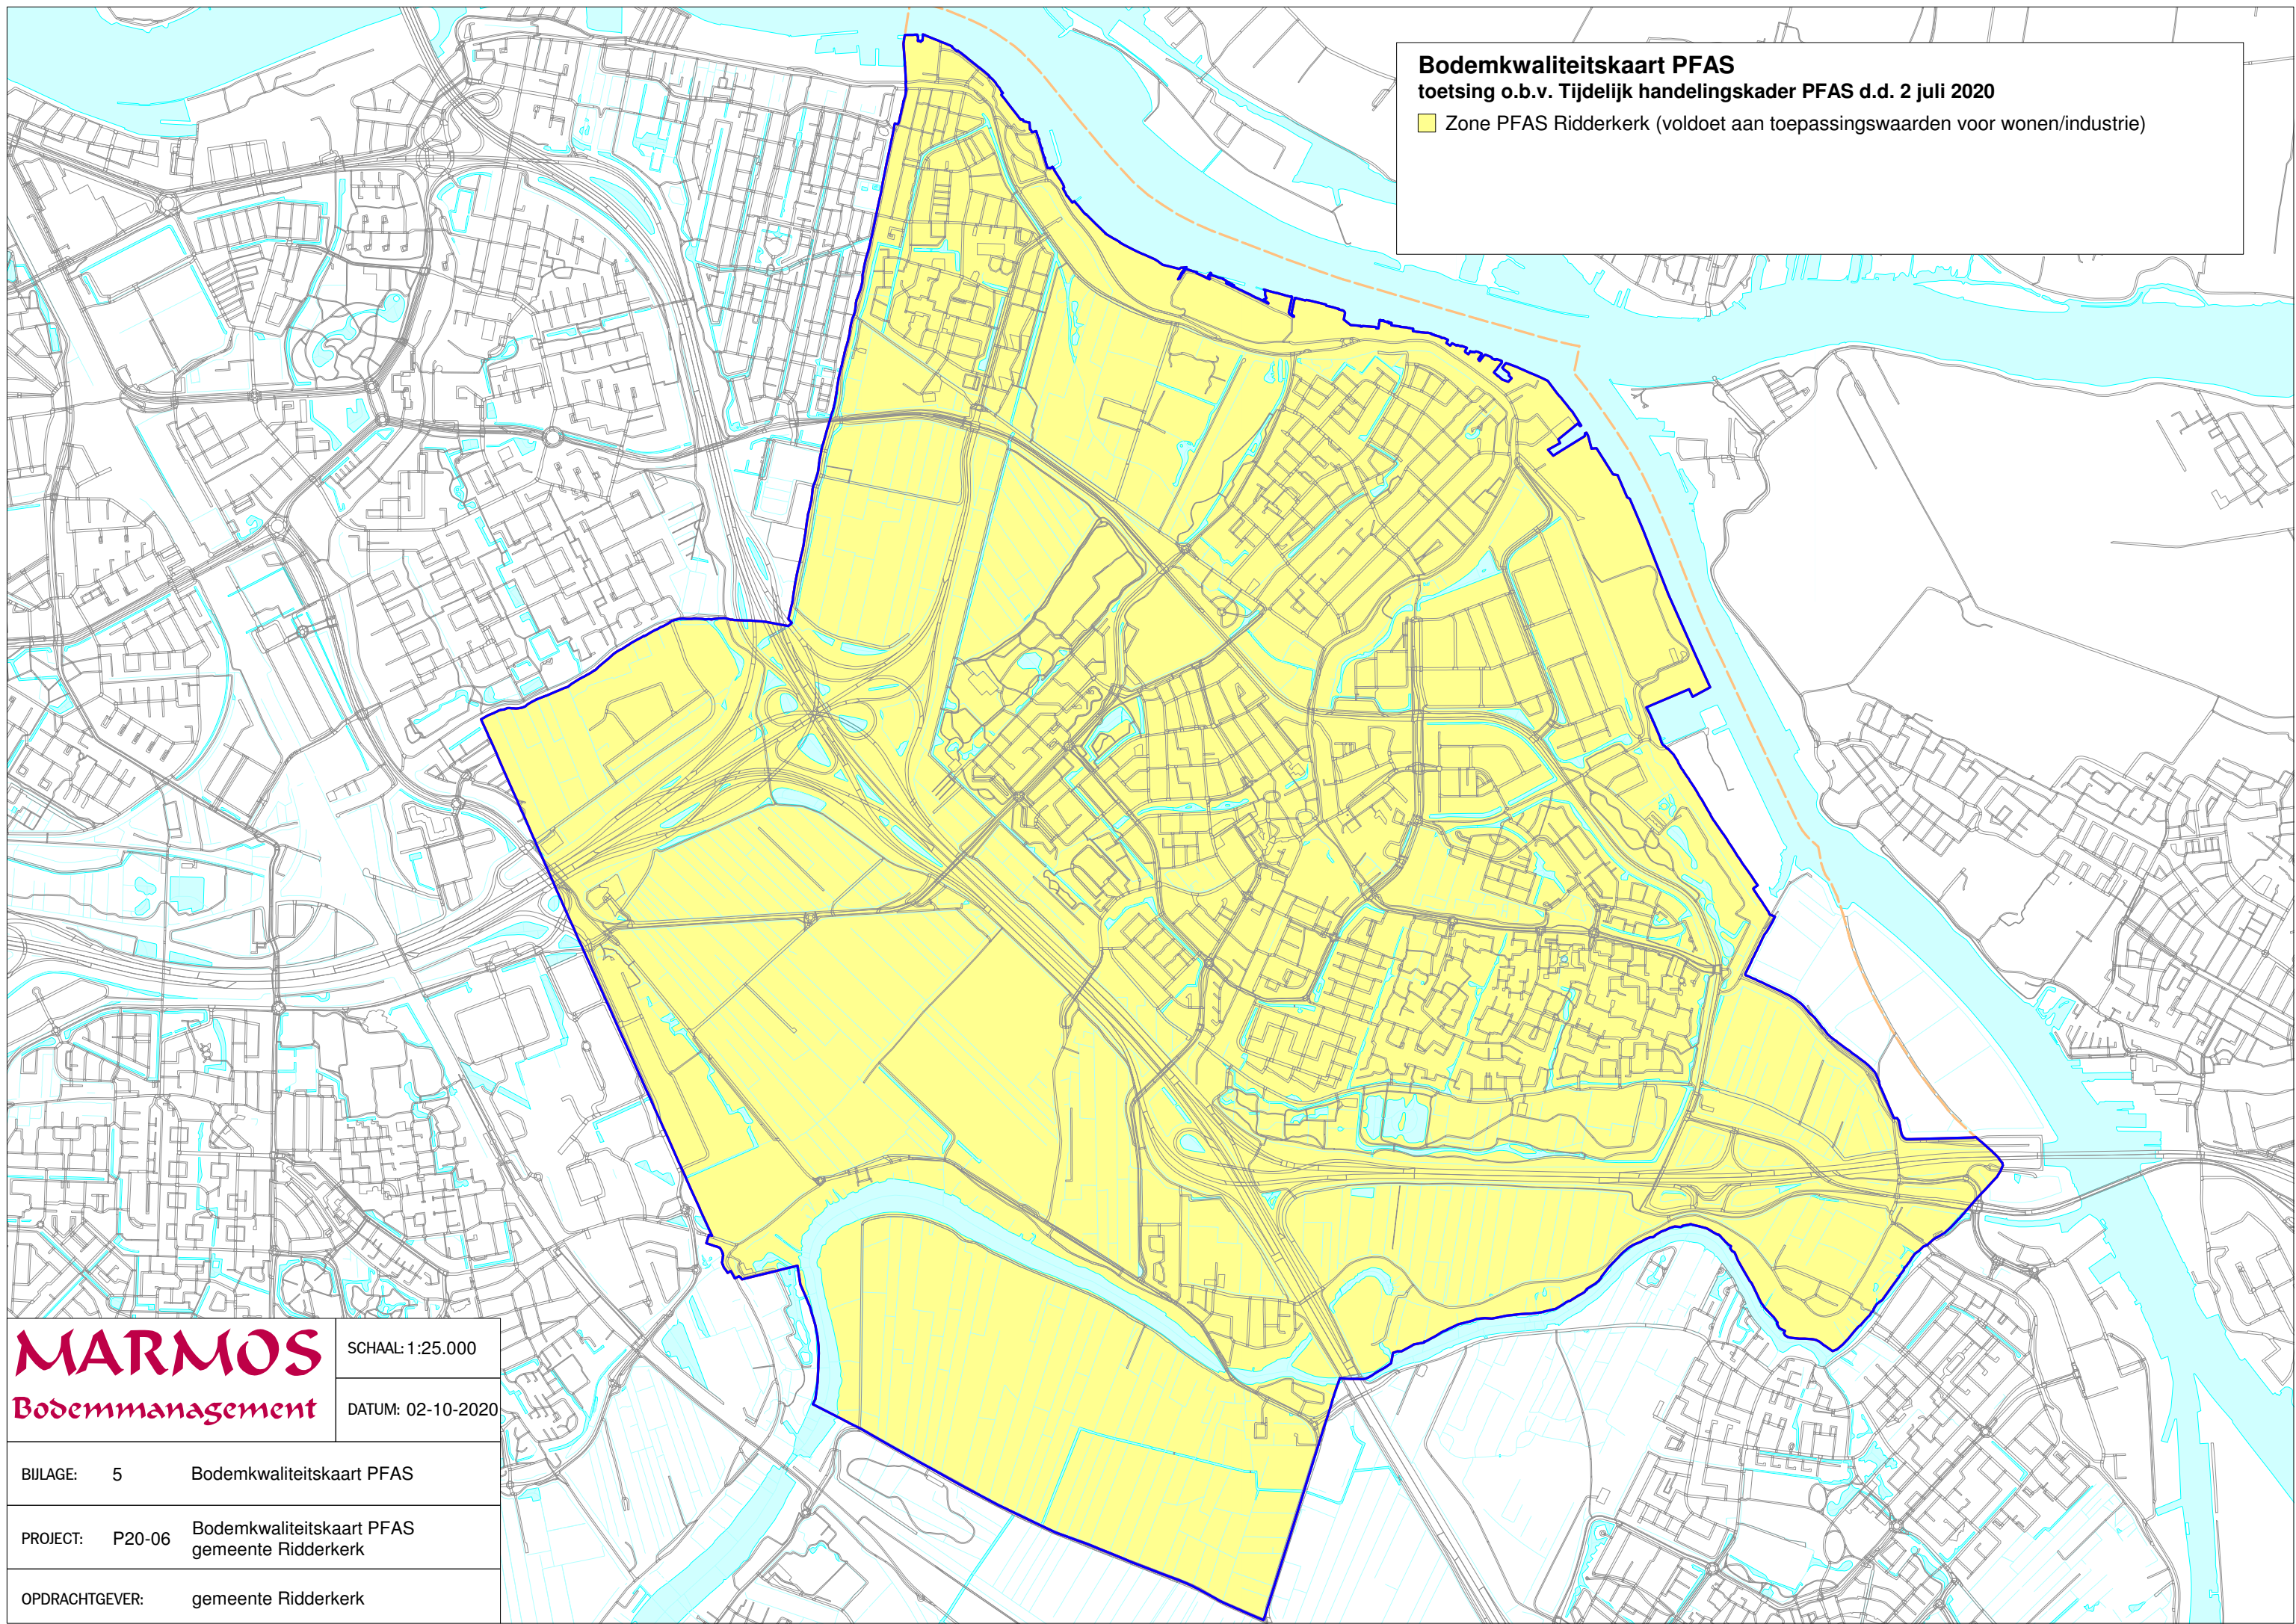 Bodemkwaliteitskaart PFAS
toetsing o.b.v. Tijdelijk handelingskader PFAS d.d. 2 juli 2020
Zone PFAS Ridderkerk (voldoet aan toepassingswaarden voor wonen/industrie)
MARMOS
Bodemmanagement
SCHAAL: 1:25.000
DATUM: 02-10-2020
BIJLAGE: 5 Bodemkwaliteitskaart PFAS
PROJECT: P20-06 Bodemkwaliteitskaart PFAS
gemeente Ridderkerk
OPDRACHTGEVER: gemeente Ridderkerk